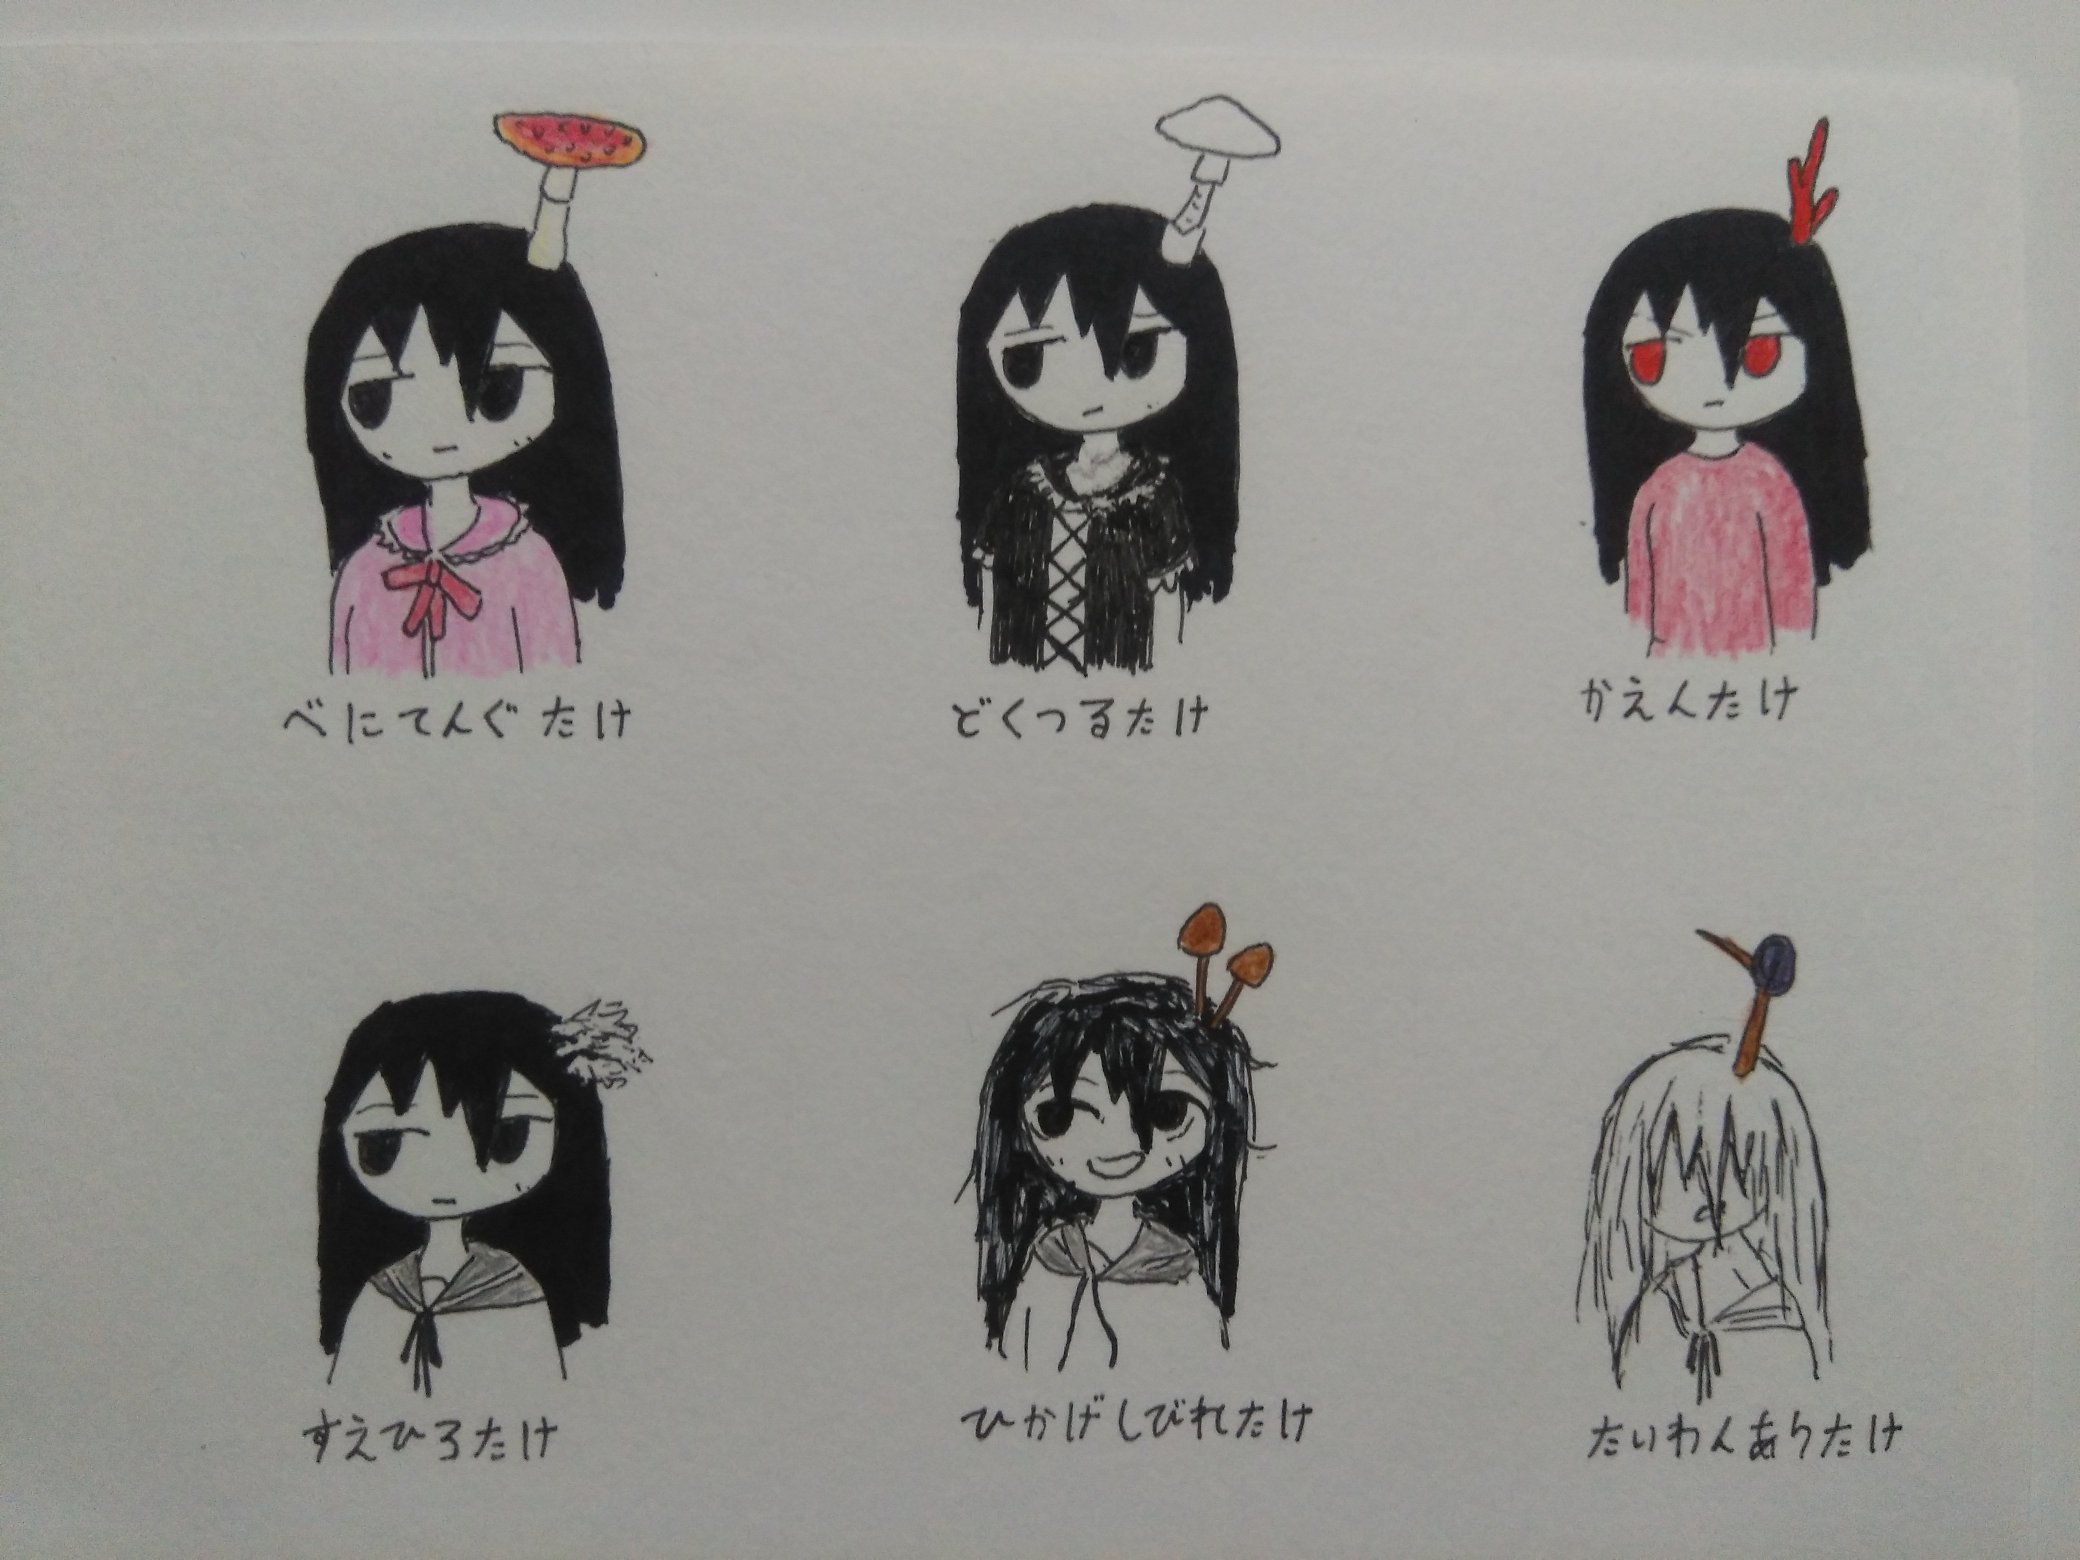 べにてんぐたけ
どくつるたけ
かえんたけ
すえひろたけ
ひかげしびれたけ
たいわんありたけ